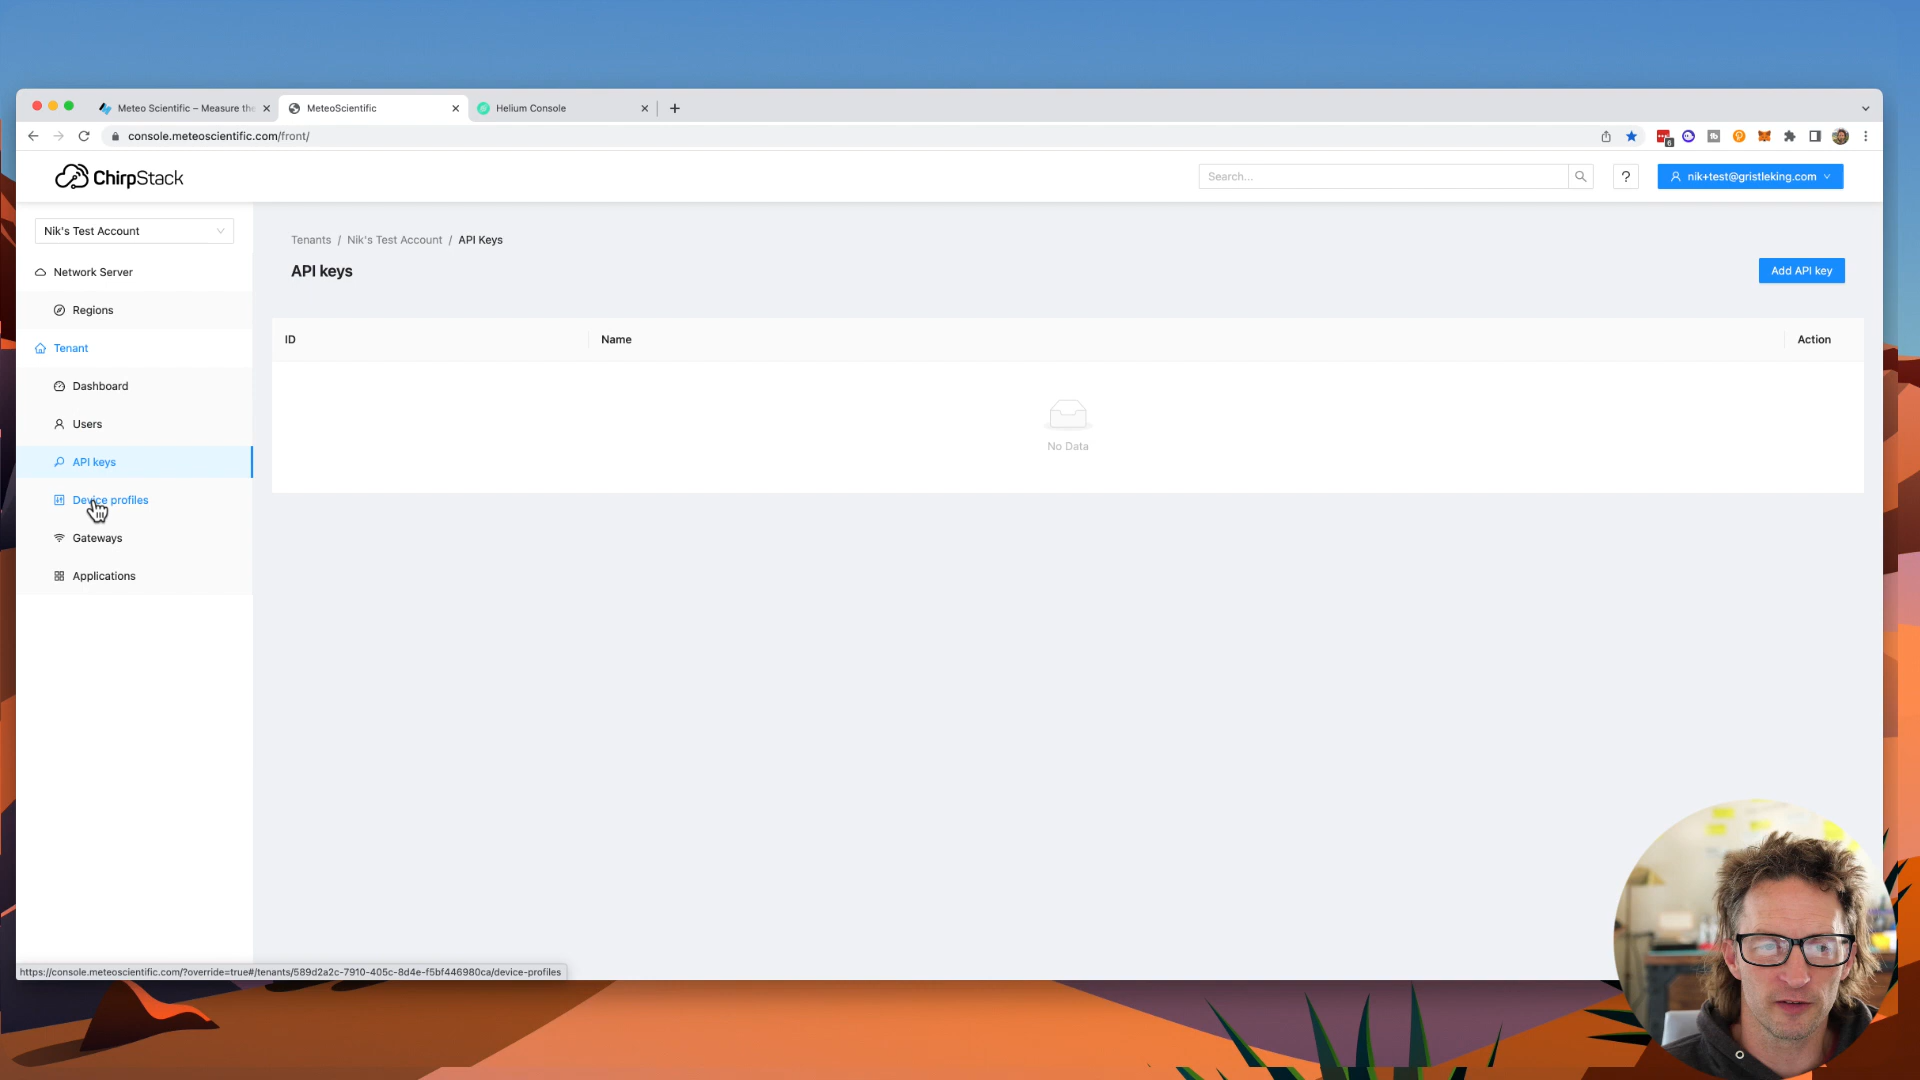 Meteo Scientific – Measure the
MeteoScientific
Helium Console
console.meteoscientific.com/front/
6
ChirpStack
Search...
?
nik+test@gristleking.com
Nik's Test Account
Network Server
Regions
Tenant
Dashboard
Users
API keys
Device profiles
Gateways
Applications
Tenants / Nik's Test Account / API Keys
API keys
Add API key
ID
Name
Action
No Data
https://console.meteoscientific.com/?override=true#/tenants/589d2a2c-7910-405c-8d4e-f5bf446980ca/device-profiles